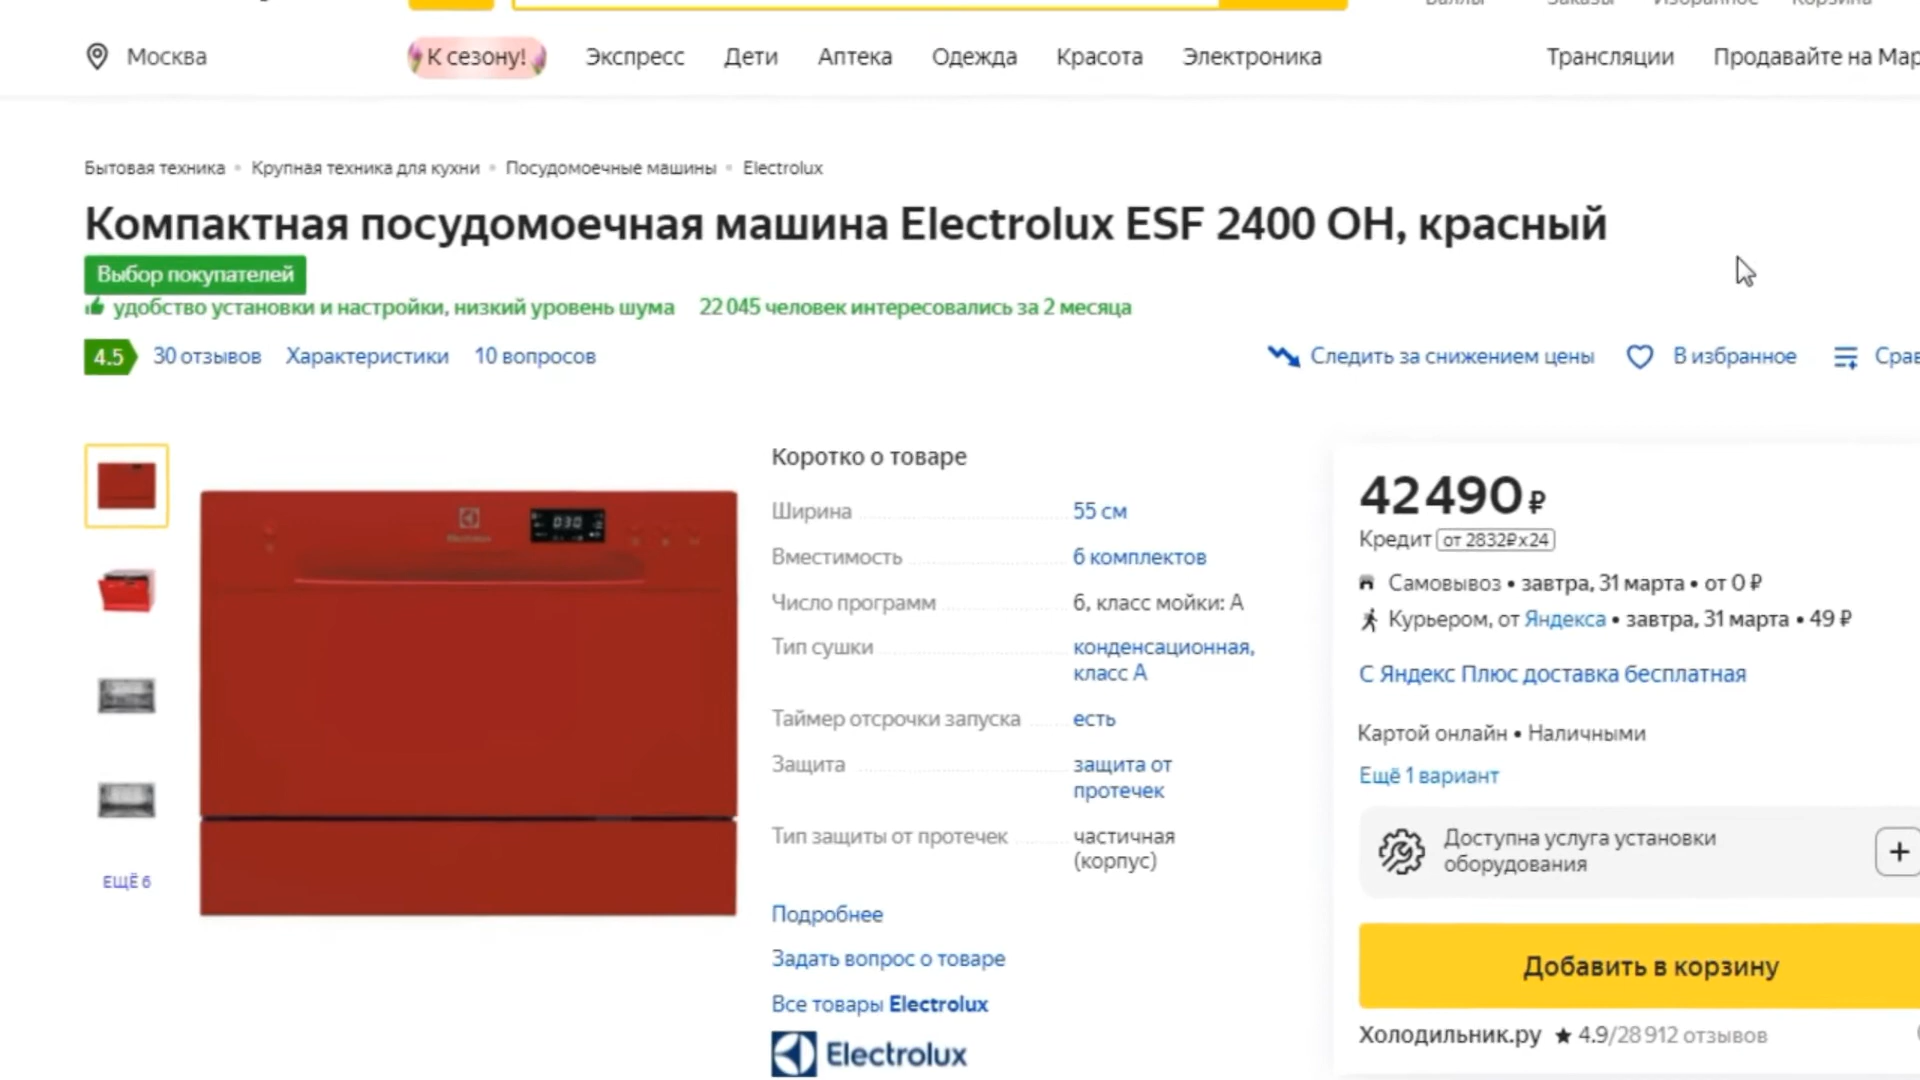 Москва
К сезону!
Экспресс
Дети
Аптека
Одежда
Красота
Электроника
Трансляции
Продавайте на Мар
Бытовая техника • Крупная техника для кухни • Посудомоечные машины • Electrolux
Компактная посудомоечная машина Electrolux ESF 2400 OH, красный
Выбор покупателей
удобство установки и настройки, низкий уровень шума 22 045 человек интересовались за 2 месяца
4.5 30 отзывов Характеристики 10 вопросов
Следить за снижением цены
В избранное
Срав
ЕЩЁ 6
030
Коротко о товаре
Ширина 55 см
Вместимость 6 комплектов
Число программ 6, класс мойки: A
Тип сушки конденсационная,
класс A
Таймер отсрочки запуска есть
Защита защита от
протечек
Тип защиты от протечек частичная
(корпус)
Подробнее
Задать вопрос о товаре
Все товары Electrolux
Electrolux
42 490 ₽
Кредит от 2832₽x24
Самовывоз • завтра, 31 марта • от 0 ₽
Курьером, от Яндекса • завтра, 31 марта • 49 ₽
С Яндекс Плюс доставка бесплатная
Картой онлайн • Наличными
Ещё 1 вариант
Доступна услуга установки
оборудования
+
Добавить в корзину
Холодильник.ру ★ 4.9/28 912 отзывов